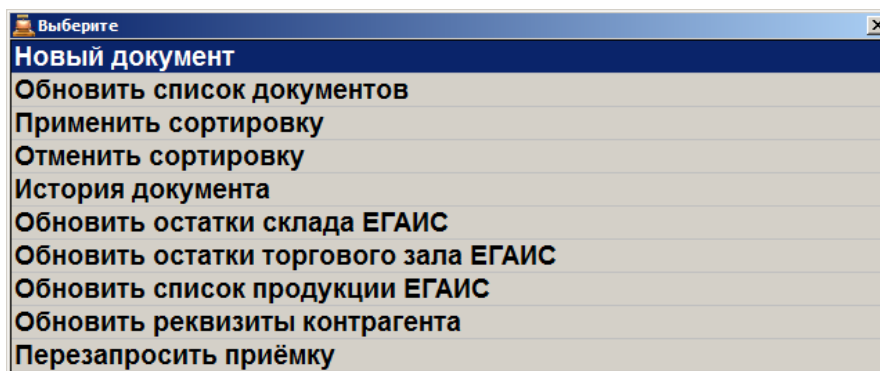 Выберите
Новый документ
Обновить список документов
Применить сортировку
Отменить сортировку
История документа
Обновить остатки склада ЕГАИС
Обновить остатки торгового зала ЕГАИС
Обновить список продукции ЕГАИС
Обновить реквизиты контрагента
Перезапросить приёмку